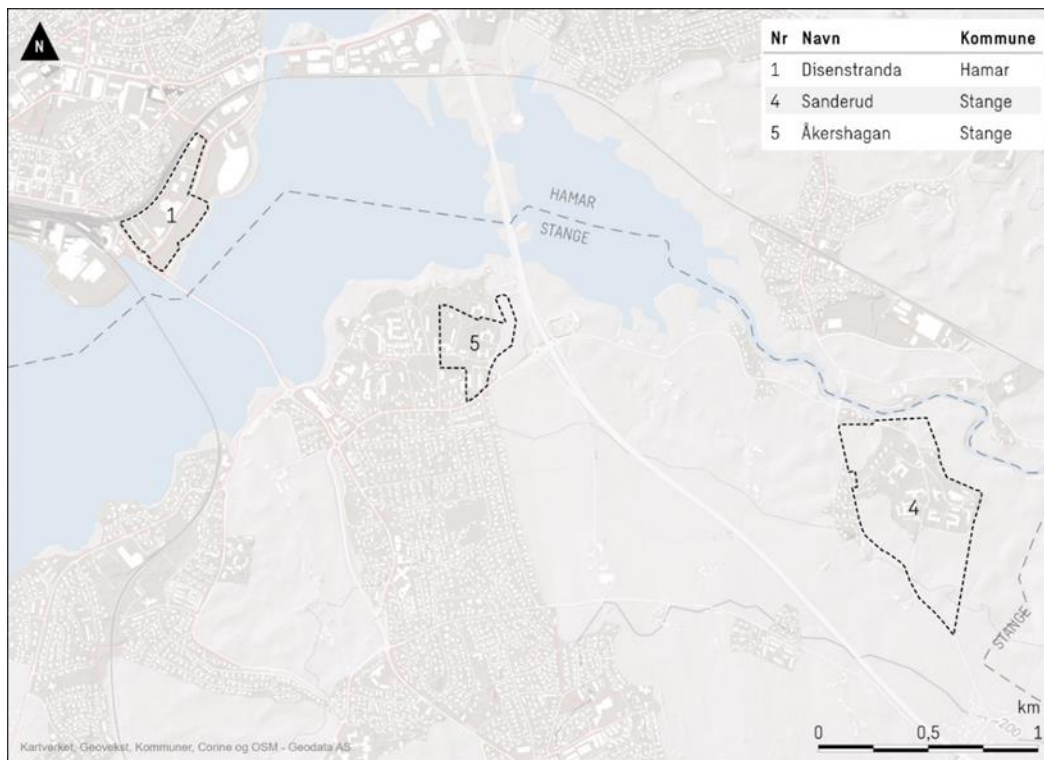 N
Nr Navn Kommune
1 Disenstranda Hamar
4 Sanderud Stange
5 Åkershagan Stange
HAMAR
STANGE
1
5
4
STANGE
200
km
0 0,5 1
Kartverket, Geovekst, Kommuner, Corine og OSM - Geodata AS